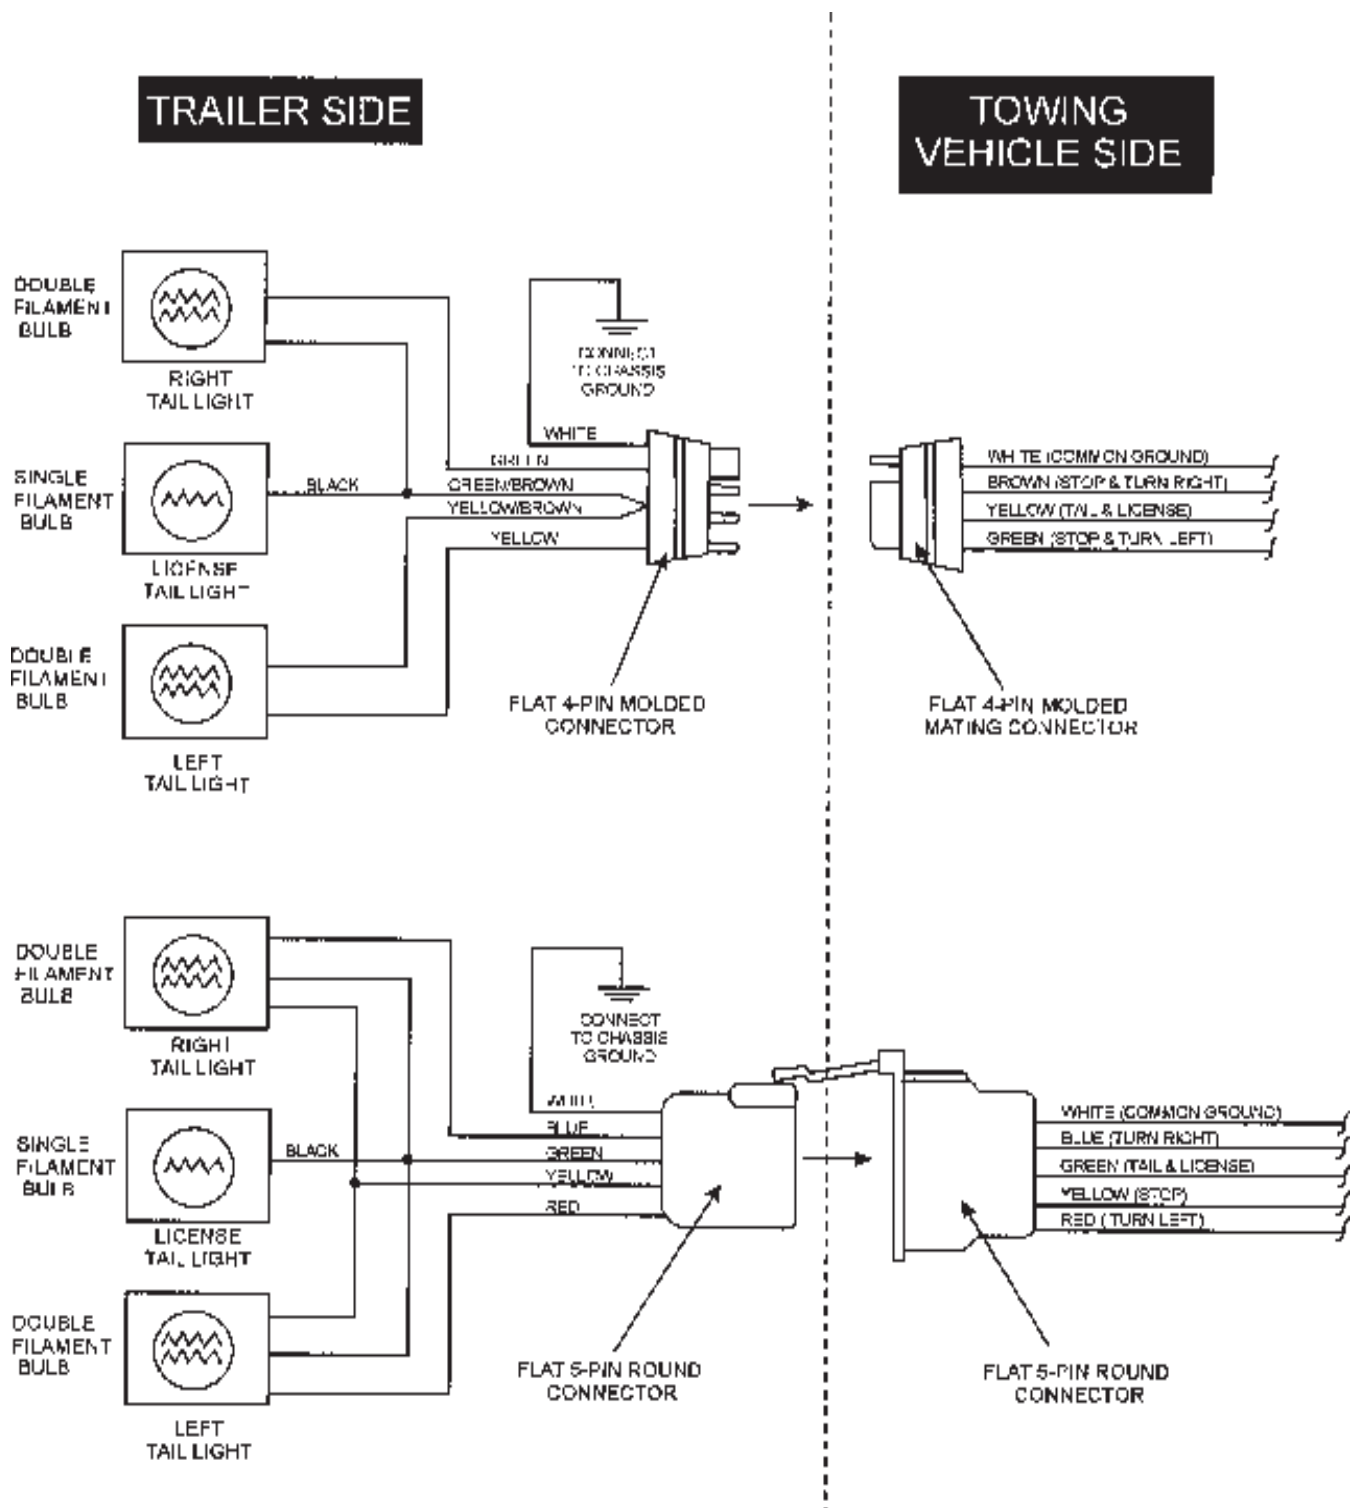 TRAILER SIDE
TOWING
VEHICLE SIDE
DOUBLE
FILAMENT
BULB
RIGHT
TAIL LIGHT
CONNECT
TO CHASSIS
GROUND
WHITE
GREEN
SINGLE
FILAMENT
BULB
BLACK
GREEN/BROWN
YELLOW/BROWN
YELLOW
LICENSE
TAIL LIGHT
WHITE (COMMON GROUND)
BROWN (STOP & TURN RIGHT)
YELLOW (TAIL & LICENSE)
GREEN (STOP & TURN LEFT)
DOUBLE
FILAMENT
BULB
LEFT
TAIL LIGHT
FLAT 4-PIN MOLDED
CONNECTOR
FLAT 4-PIN MOLDED
MATING CONNECTOR
DOUBLE
FILAMENT
BULB
RIGHT
TAIL LIGHT
CONNECT
TO CHASSIS
GROUND
WHITE
BLUE
SINGLE
FILAMENT
BULB
BLACK
GREEN
YELLOW
RED
LICENSE
TAIL LIGHT
WHITE (COMMON GROUND)
BLUE (TURN RIGHT)
GREEN (TAIL & LICENSE)
YELLOW (STOP)
RED (TURN LEFT)
DOUBLE
FILAMENT
BULB
LEFT
TAIL LIGHT
FLAT 5-PIN ROUND
CONNECTOR
FLAT 5-PIN ROUND
CONNECTOR